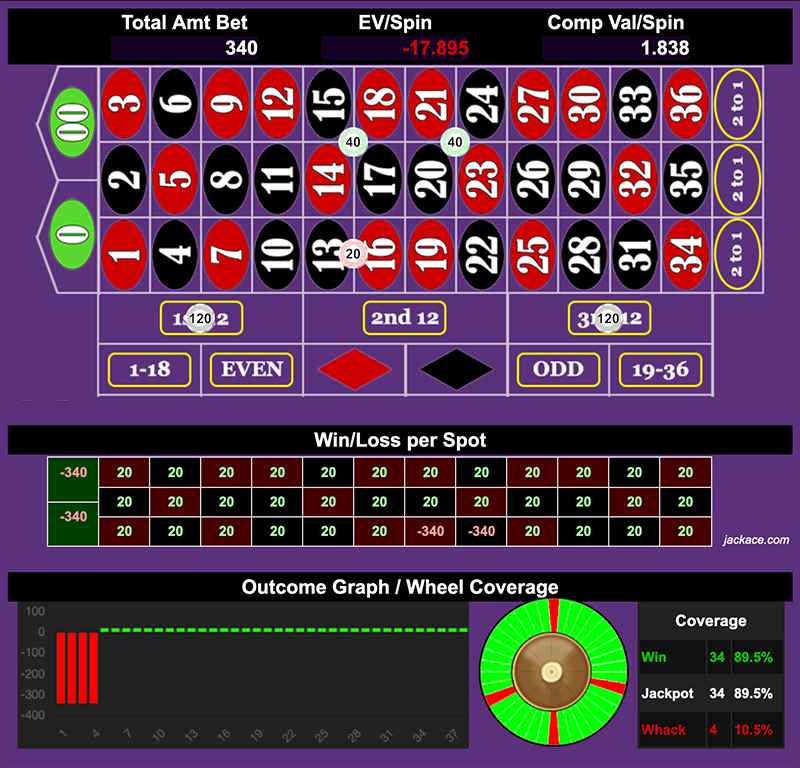 Total Amt Bet EV/Spin Comp Val/Spin
340 -17.895 1.838
00 3 6 9 12 15 18 21 24 27 30 33 36 2 to 1
40 40
2 5 8 11 14 17 20 23 26 29 32 35 2 to 1
0 1 4 7 10 13 20 16 19 22 25 28 31 34 2 to 1
120 2nd 12 120
1-18 EVEN ODD 19-36
Win/Loss per Spot
-340 20 20 20 20 20 20 20 20 20 20 20 20
20 20 20 20 20 20 20 20 20 20 20 20
-340 20 20 20 20 20 20 -340 -340 20 20 20 20
jackace.com
Outcome Graph / Wheel Coverage
100
0
-100
-200
-300
-400
1 4 7 10 13 16 19 22 25 28 31 34 37
Coverage
Win 34 89.5%
Jackpot 34 89.5%
Whack 4 10.5%